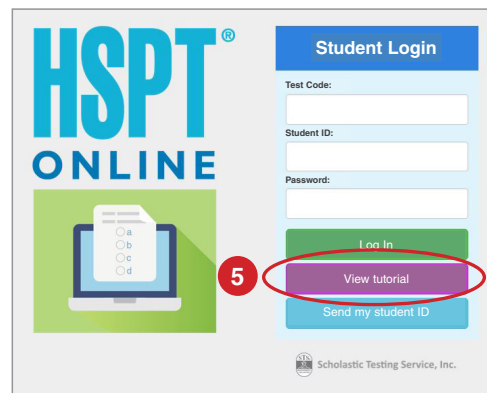 HSPT®
ONLINE
a
b
c
d
Student Login
Test Code:
Student ID:
Password:
Log In
5
View tutorial
Send my student ID
STS
Scholastic Testing Service, Inc.